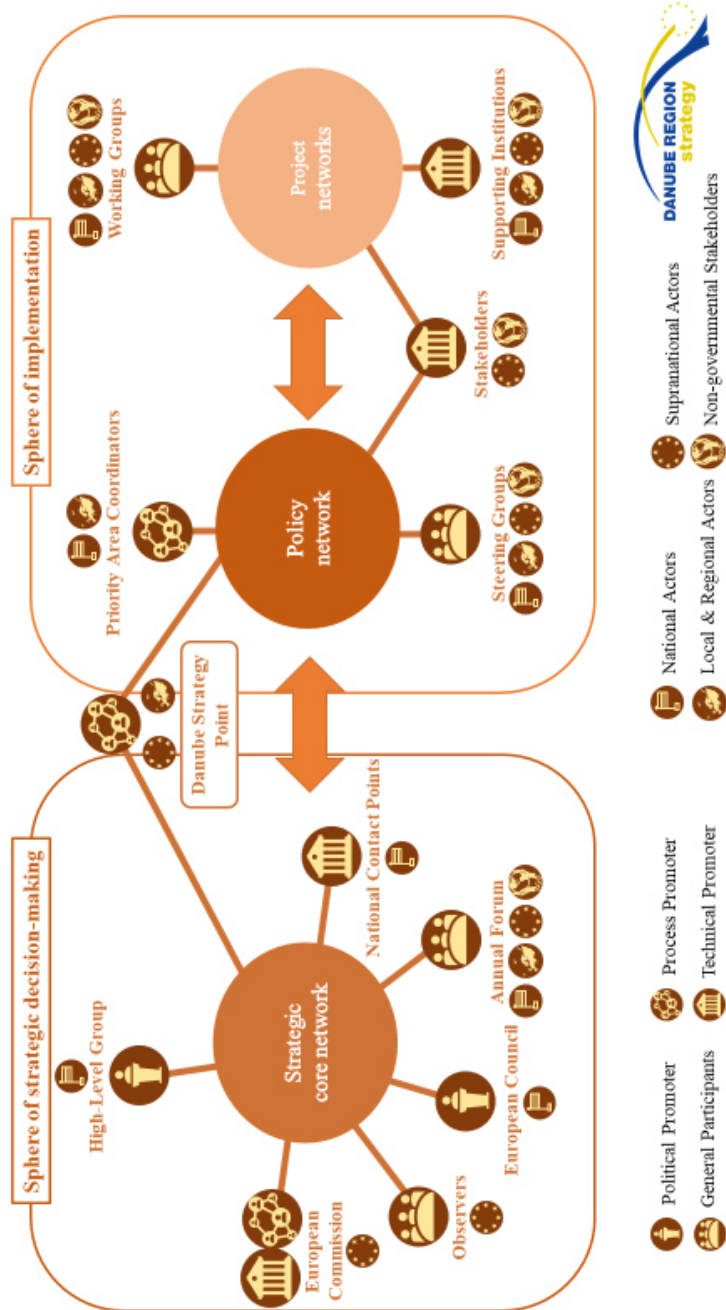 Sphere of strategic decision-making
High-Level Group
European
Commission
Strategic
core network
Observers
European Council
Annual Forum
National Contact Points
Danube Strategy
Point
Sphere of implementation
Priority Area Coordinators
Policy
network
Steering Groups
Stakeholders
Working Groups
Project
networks
Supporting Institutions
Political Promoter
Process Promoter
National Actors
Supranational Actors
General Participants
Technical Promoter
Local & Regional Actors
Non-governmental Stakeholders
DANUBE REGION
strategy